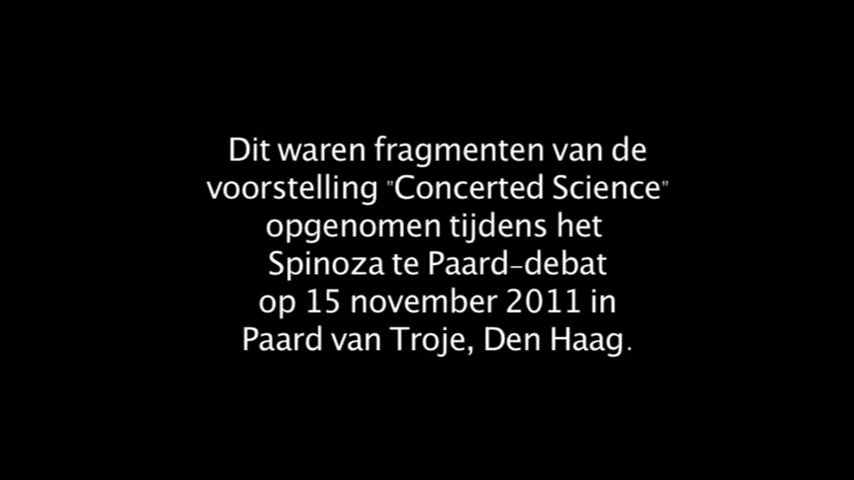 Dit waren fragmenten van de
voorstelling "Concerted Science"
opgenomen tijdens het
Spinoza te Paard-debat
op 15 november 2011 in
Paard van Troje, Den Haag.